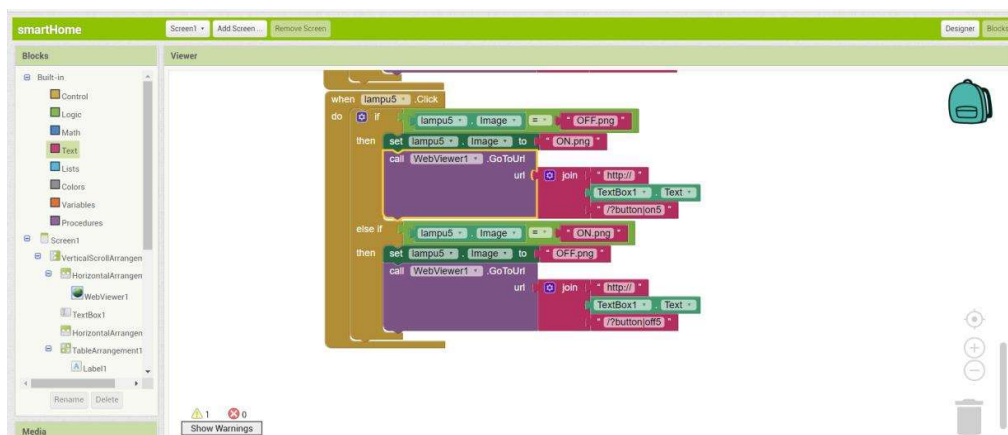 smartHome Screen1 Add Screen ... Remove Screen Designer Blocks
Blocks Viewer
Built-in
Control
Logic
Math
Text
Lists
Colors
Variables
Procedures
Screen1
VerticalScrollArrangen
HorizontalArrangen
WebViewer1
TextBox1
HorizontalArrangen
TableArrangement1
Label1
Rename Delete
Media
when lampu5 .Click
do if lampu5 . Image = " OFF.png "
then set lampu5 . Image to " ON.png "
call WebViewer1 .GoToUrl
url join " http:// "
TextBox1 . Text
" /?button|on5 "
else if lampu5 . Image = " ON.png "
then set lampu5 . Image to " OFF.png "
call WebViewer1 .GoToUrl
url join " http:// "
TextBox1 . Text
" /?button|off5 "
1 0
Show Warnings